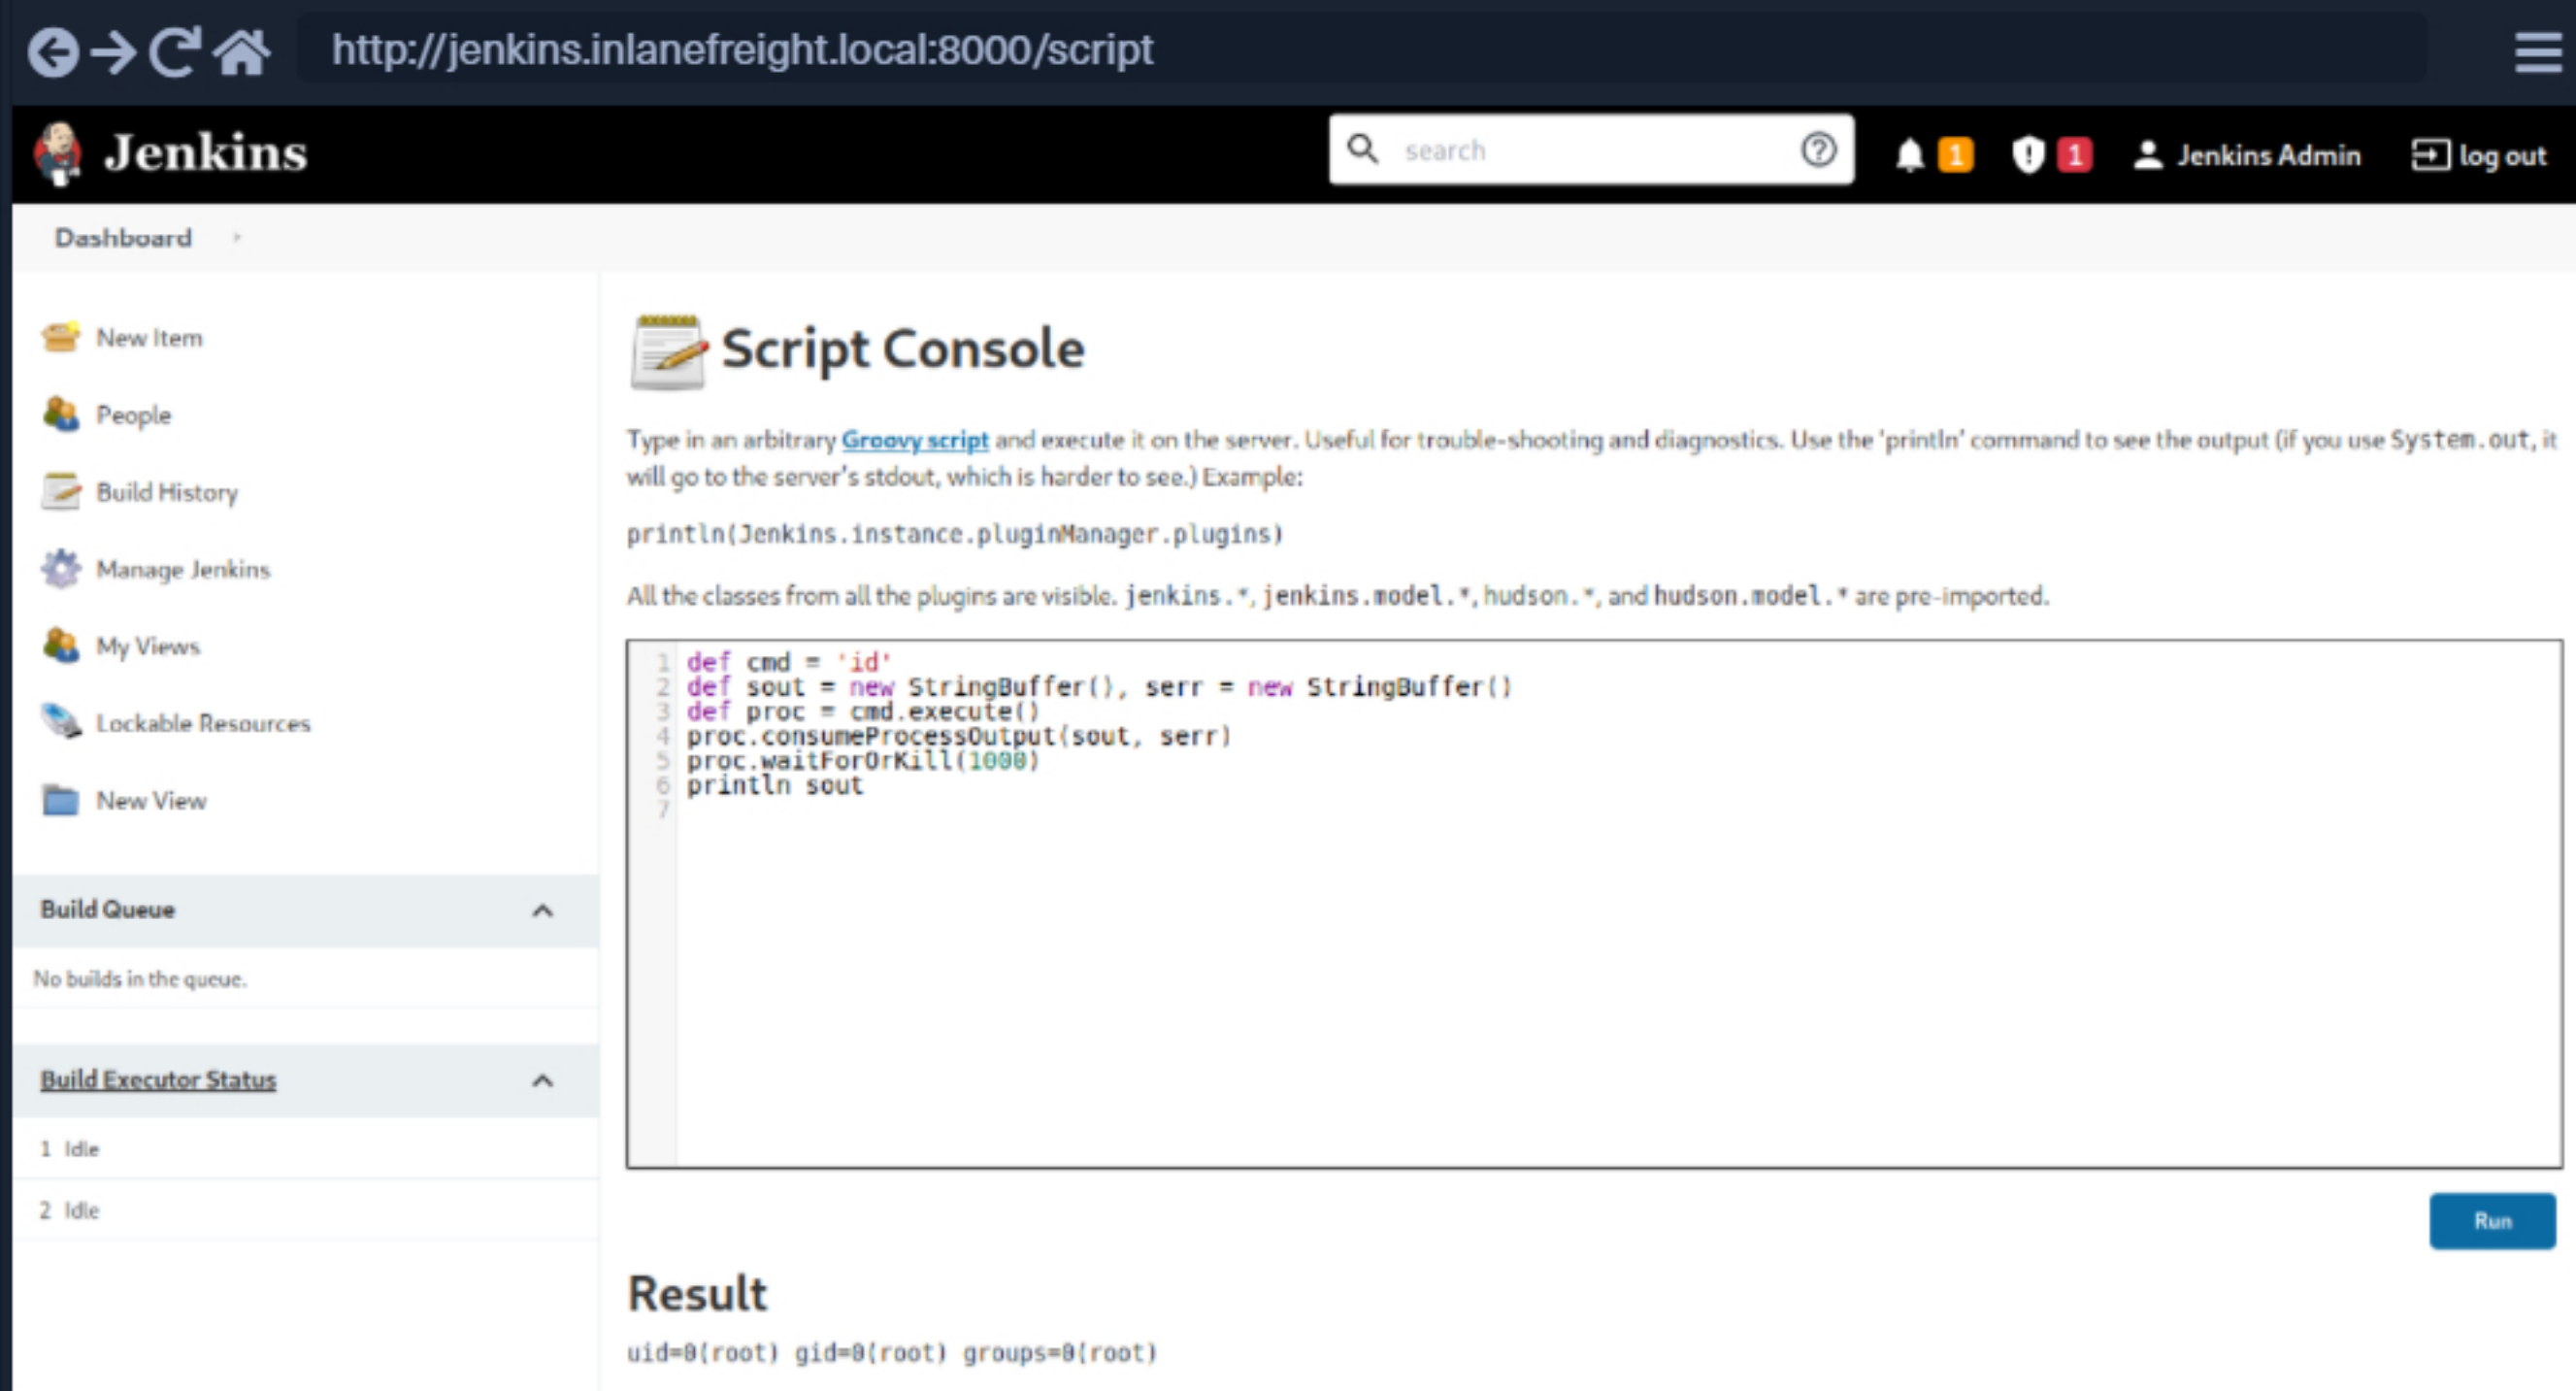 http://jenkins.inlanefreight.local:8000/script
Jenkins
search
1
1
Jenkins Admin
log out
Dashboard
New Item
People
Build History
Manage Jenkins
My Views
Lockable Resources
New View
Build Queue
No builds in the queue.
Build Executor Status
1 Idle
2 Idle
Script Console
Type in an arbitrary Groovy script and execute it on the server. Useful for trouble-shooting and diagnostics. Use the 'println' command to see the output (if you use System.out, it
will go to the server's stdout, which is harder to see.) Example:
println(Jenkins.instance.pluginManager.plugins)
All the classes from all the plugins are visible. jenkins.*, jenkins.model.*, hudson.*, and hudson.model.* are pre-imported.
1 def cmd = 'id'
2 def sout = new StringBuffer(), serr = new StringBuffer()
3 def proc = cmd.execute()
4 proc.consumeProcessOutput(sout, serr)
5 proc.waitForOrKill(1000)
6 println sout
7
Run
Result
uid=0(root) gid=0(root) groups=0(root)